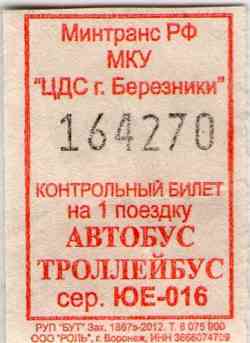 Минтранс РФ
МКУ
"ЦДС г. Березники"
164270
КОНТРОЛЬНЫЙ БИЛЕТ
на 1 поездку
АВТОБУС
ТРОЛЛЕЙБУС
сер. ЮЕ-016
РУП "БУТ" Зак. 1867з-2012. Т. 6 075 900
ООО "РОЛЬ", г. Воронеж, ИНН 3666074709